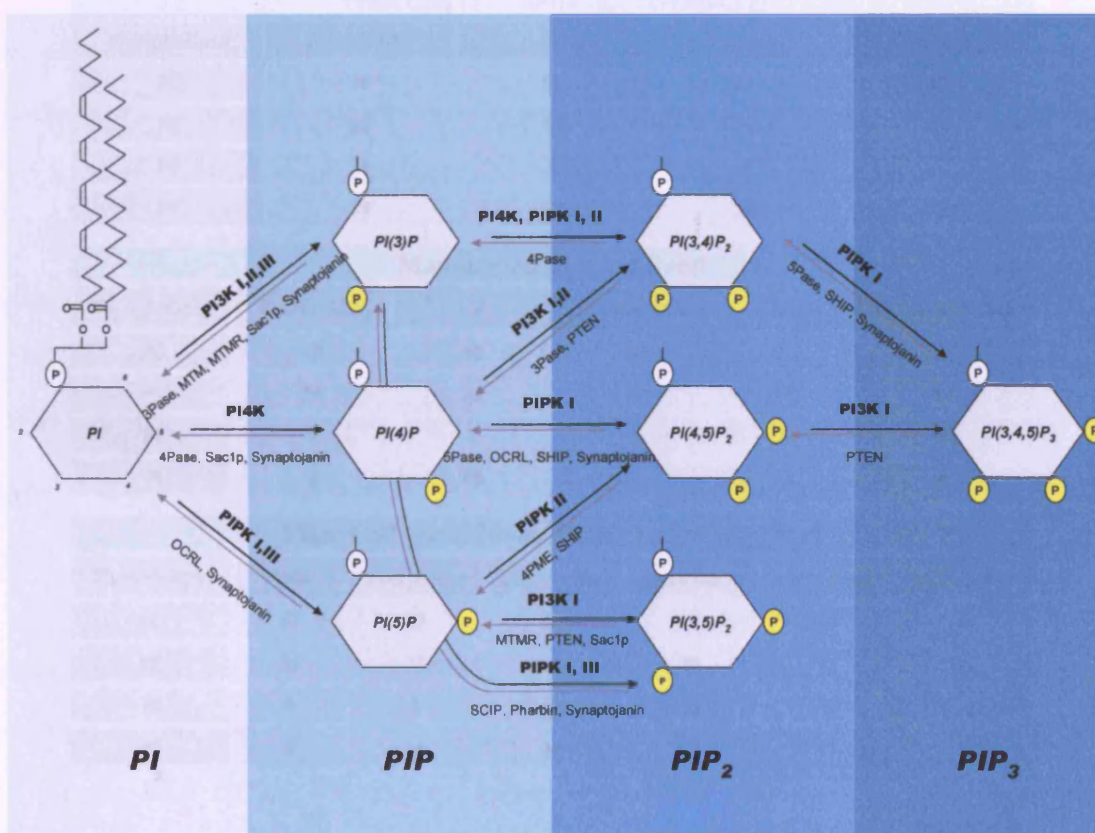 P
PI(3)P
P
PI4K, PIPK I, II
4Pase
P
PI(3,4)P2
P
P
PI3K I,II,III
3Pase, MTM, MTMR, Sac1p, Synaptojanin
PI3K I,II
3Pase, PTEN
PIPK I
5Pase, SHIP, Synaptojanin
O
O
O
O
P
PI
2
3
6
PI4K
4Pase, Sac1p, Synaptojanin
P
PI(4)P
P
PIPK I
5Pase, OCRL, SHIP, Synaptojanin
P
PI(4,5)P2
P
P
PI3K I
PTEN
P
PI(3,4,5)P3
P
P
P
PIPK I,III
OCRL, Synaptojanin
PIPK II
4PME, SHIP
P
PI(5)P
P
PI3K I
MTMR, PTEN, Sac1p
P
PI(3,5)P2
P
P
PIPK I, III
SCIP, Pharbin, Synaptojanin
PI
PIP
PIP2
PIP3